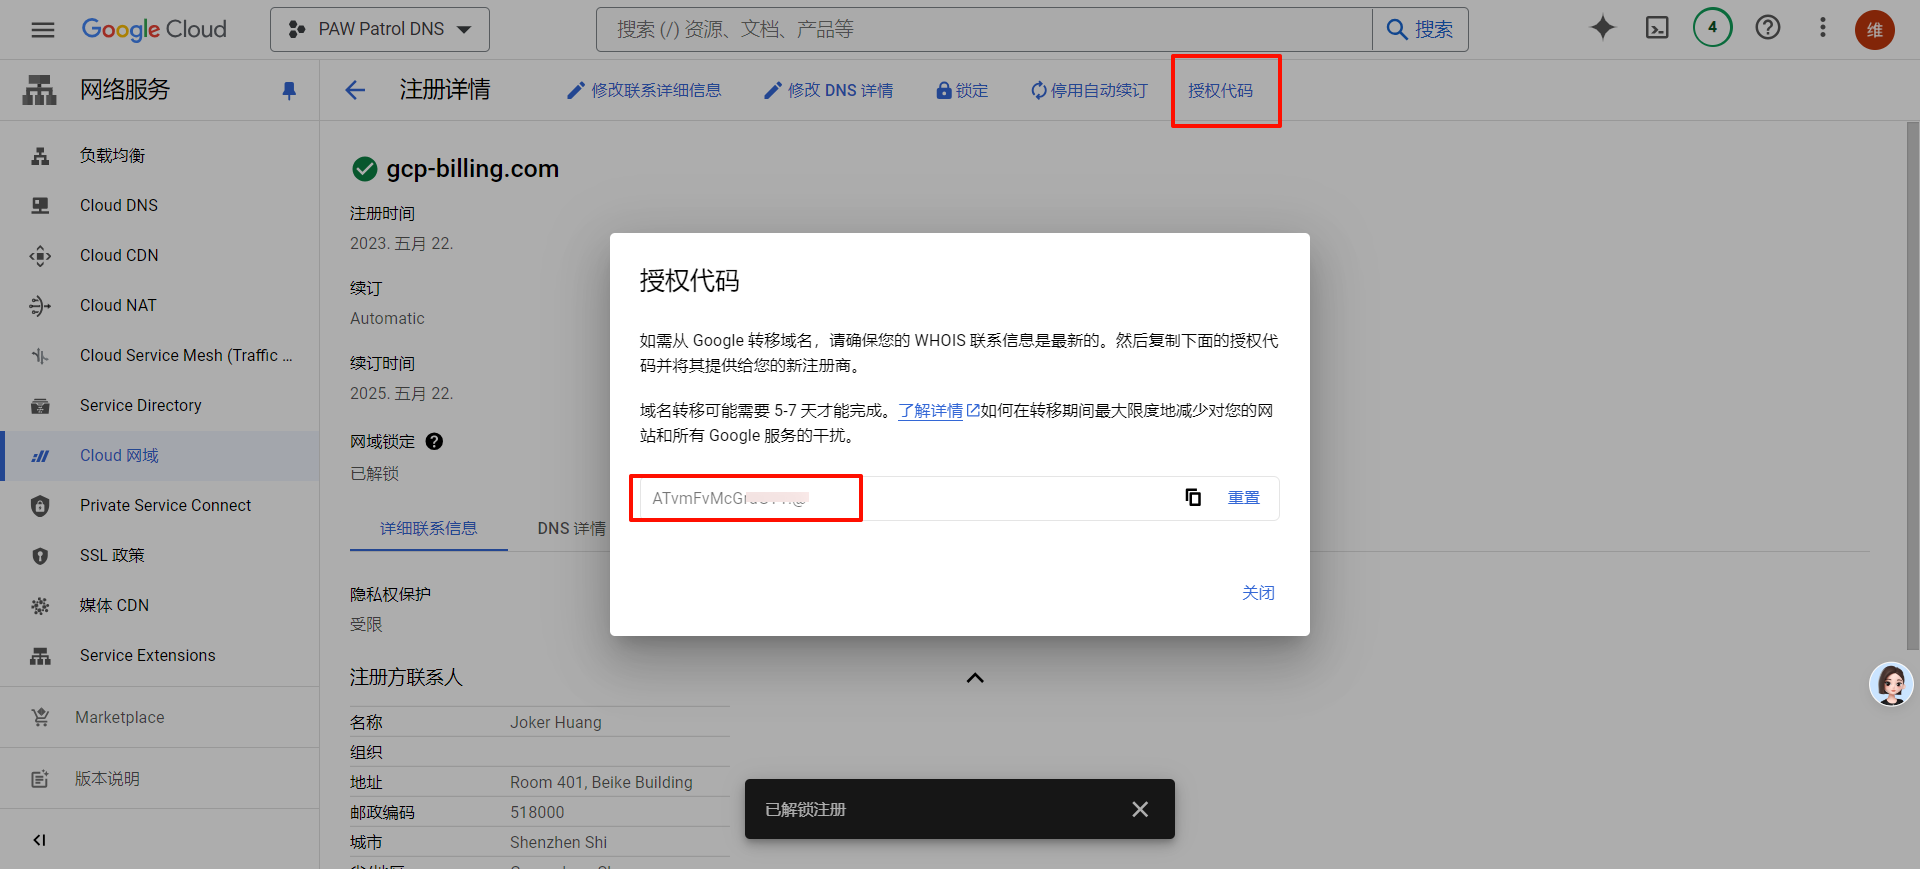 Google Cloud
PAW Patrol DNS
搜索 (/) 资源、文档、产品等
搜索
4
维
网络服务
注册详情
修改联系详细信息
修改 DNS 详情
锁定
停用自动续订
授权代码
负载均衡
Cloud DNS
Cloud CDN
Cloud NAT
Cloud Service Mesh (Traffic ...
Service Directory
Cloud 网域
Private Service Connect
SSL 政策
媒体 CDN
Service Extensions
Marketplace
版本说明
gcp-billing.com
注册时间
2023. 五月 22.
续订
Automatic
续订时间
2025. 五月 22.
网域锁定
已解锁
详细联系信息
DNS 详情
隐私权保护
受限
注册方联系人
名称 Joker Huang
组织
地址 Room 401, Beike Building
邮政编码 518000
城市 Shenzhen Shi
授权代码
如需从 Google 转移域名，请确保您的 WHOIS 联系信息是最新的。然后复制下面的授权代
码并将其提供给您的新注册商。
域名转移可能需要 5-7 天才能完成。了解详情如何在转移期间最大限度地减少对您的网
站和所有 Google 服务的干扰。
重置
关闭
已解锁注册